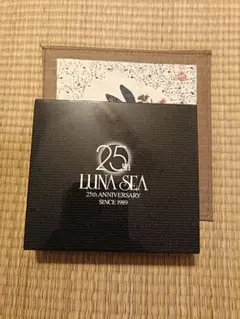 25th
LUNA SEA
25th ANNIVERSARY
SINCE 1989